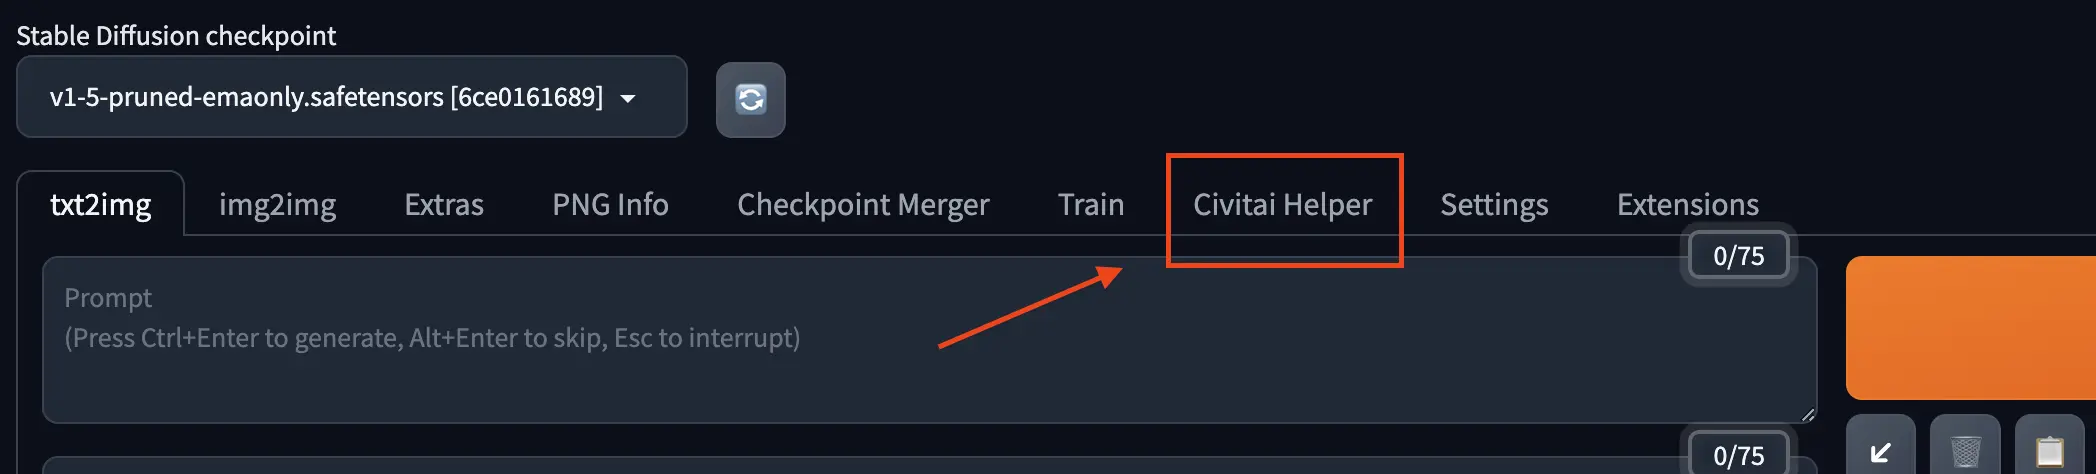 Stable Diffusion checkpoint
v1-5-pruned-emaonly.safetensors [6ce0161689]
txt2img img2img Extras PNG Info Checkpoint Merger Train Civitai Helper Settings Extensions
0/75
Prompt
(Press Ctrl+Enter to generate, Alt+Enter to skip, Esc to interrupt)
0/75